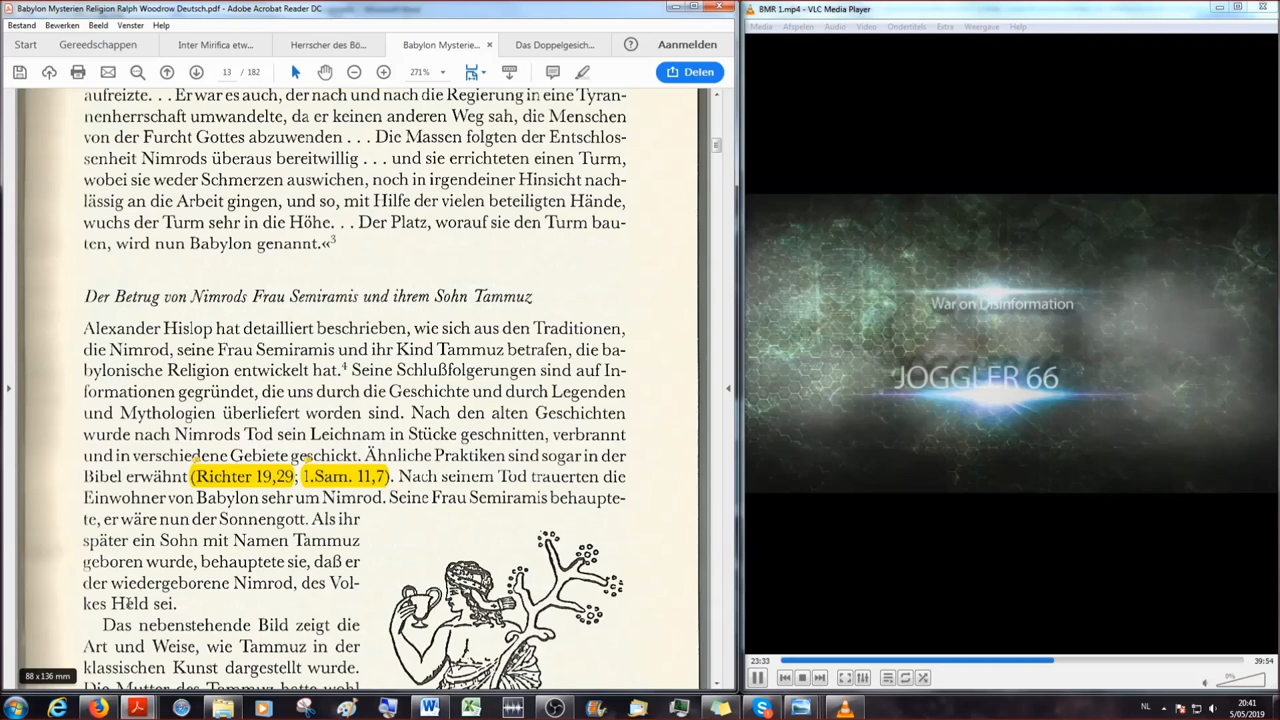 Babylon Mysterien Religion Ralph Woodrow Deutsch.pdf - Adobe Acrobat Reader DC
Bestand Bewerken Beeld Venster Help
Start Gereedschappen Inter Mirifica etw... Herrscher des Bö... Babylon Mysterie... × Das Doppelgesich... Aanmelden
13 / 182 271% Delen
aufreizte. . . Er war es auch, der nach und nach die Regierung in eine Tyran-
nenherrschaft umwandelte, da er keinen anderen Weg sah, die Menschen
von der Furcht Gottes abzuwenden . . . Die Massen folgten der Entschlos-
senheit Nimrods überaus bereitwillig . . . und sie errichteten einen Turm,
wobei sie weder Schmerzen auswichen, noch in irgendeiner Hinsicht nach-
lässig an die Arbeit gingen, und so, mit Hilfe der vielen beteiligten Hände,
wuchs der Turm sehr in die Höhe. . . Der Platz, worauf sie den Turm bau-
ten, wird nun Babylon genannt.«³
Der Betrug von Nimrods Frau Semiramis und ihrem Sohn Tammuz
Alexander Hislop hat detailliert beschrieben, wie sich aus den Traditionen,
die Nimrod, seine Frau Semiramis und ihr Kind Tammuz betrafen, die ba-
bylonische Religion entwickelt hat.⁴ Seine Schlußfolgerungen sind auf In-
formationen gegründet, die uns durch die Geschichte und durch Legenden
und Mythologien überliefert worden sind. Nach den alten Geschichten
wurde nach Nimrods Tod sein Leichnam in Stücke geschnitten, verbrannt
und in verschiedene Gebiete geschickt. Ähnliche Praktiken sind sogar in der
Bibel erwähnt (Richter 19,29; 1.Sam. 11,7). Nach seinem Tod trauerten die
Einwohner von Babylon sehr um Nimrod. Seine Frau Semiramis behaupte-
te, er wäre nun der Sonnengott. Als ihr
später ein Sohn mit Namen Tammuz
geboren wurde, behauptete sie, daß er
der wiedergeborene Nimrod, des Vol-
kes Held sei.
Das nebenstehende Bild zeigt die
Art und Weise, wie Tammuz in der
klassischen Kunst dargestellt wurde.
Die Mutter des Tammuz hatte wohl
88 x 136 mm
BMR 1.mp4 - VLC Media Player
Media Afspelen Audio Video Ondertitels Extra Weergave Help
War on Disinformation
JOGGLER 66
23:33 39:54
0%
NL 20:41
5/05/2019